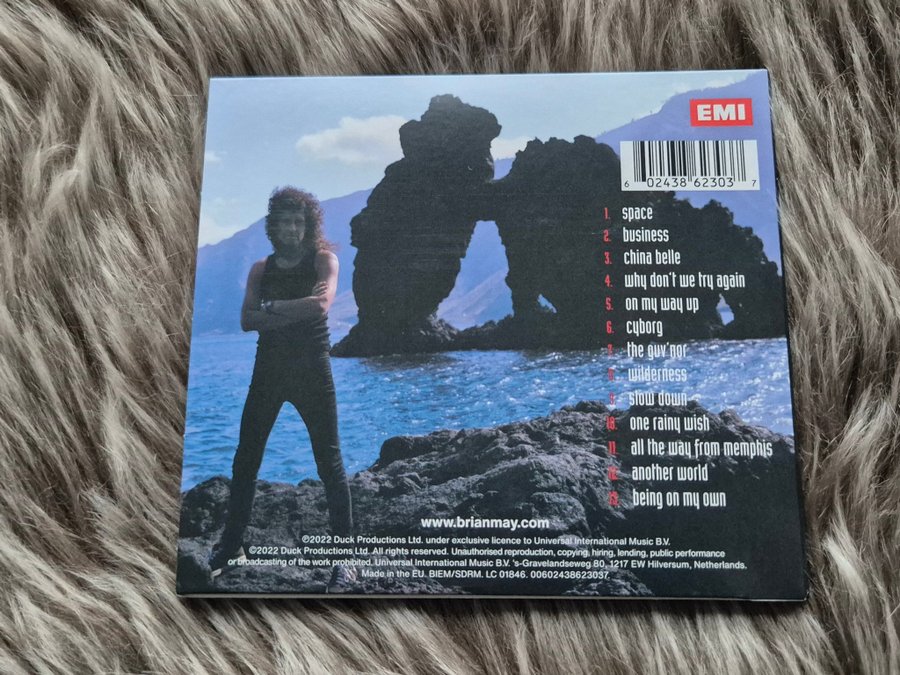 EMI
6 02438 62303 7
1. space
2. business
3. china belle
4. why don't we try again
5. on my way up
6. cyborg
7. the guv'nor
8. wilderness
9. slow down
10. one rainy wish
11. all the way from memphis
12. another world
13. being on my own
www.brianmay.com
℗2022 Duck Productions Ltd. under exclusive licence to Universal International Music B.V.
©2022 Duck Productions Ltd. All rights reserved. Unauthorised reproduction, copying, hiring, lending, public performance
or broadcasting of the work prohibited. Universal International Music B.V. 's-Gravelandseweg 80, 1217 EW Hilversum, Netherlands.
Made in the EU. BIEM/SDRM. LC 01846. 00602438623037.